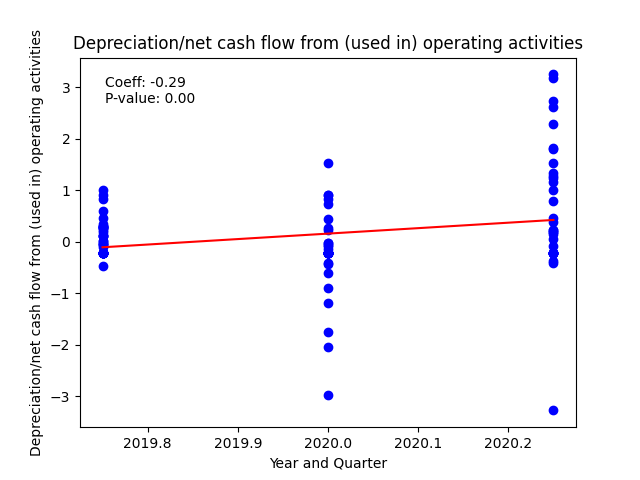 Depreciation/net cash flow from (used in) operating activities
Coeff: -0.29
P-value: 0.00
Depreciation/net cash flow from (used in) operating activities
3
2
1
0
−1
−2
−3
2019.8 2019.9 2020.0 2020.1 2020.2
Year and Quarter